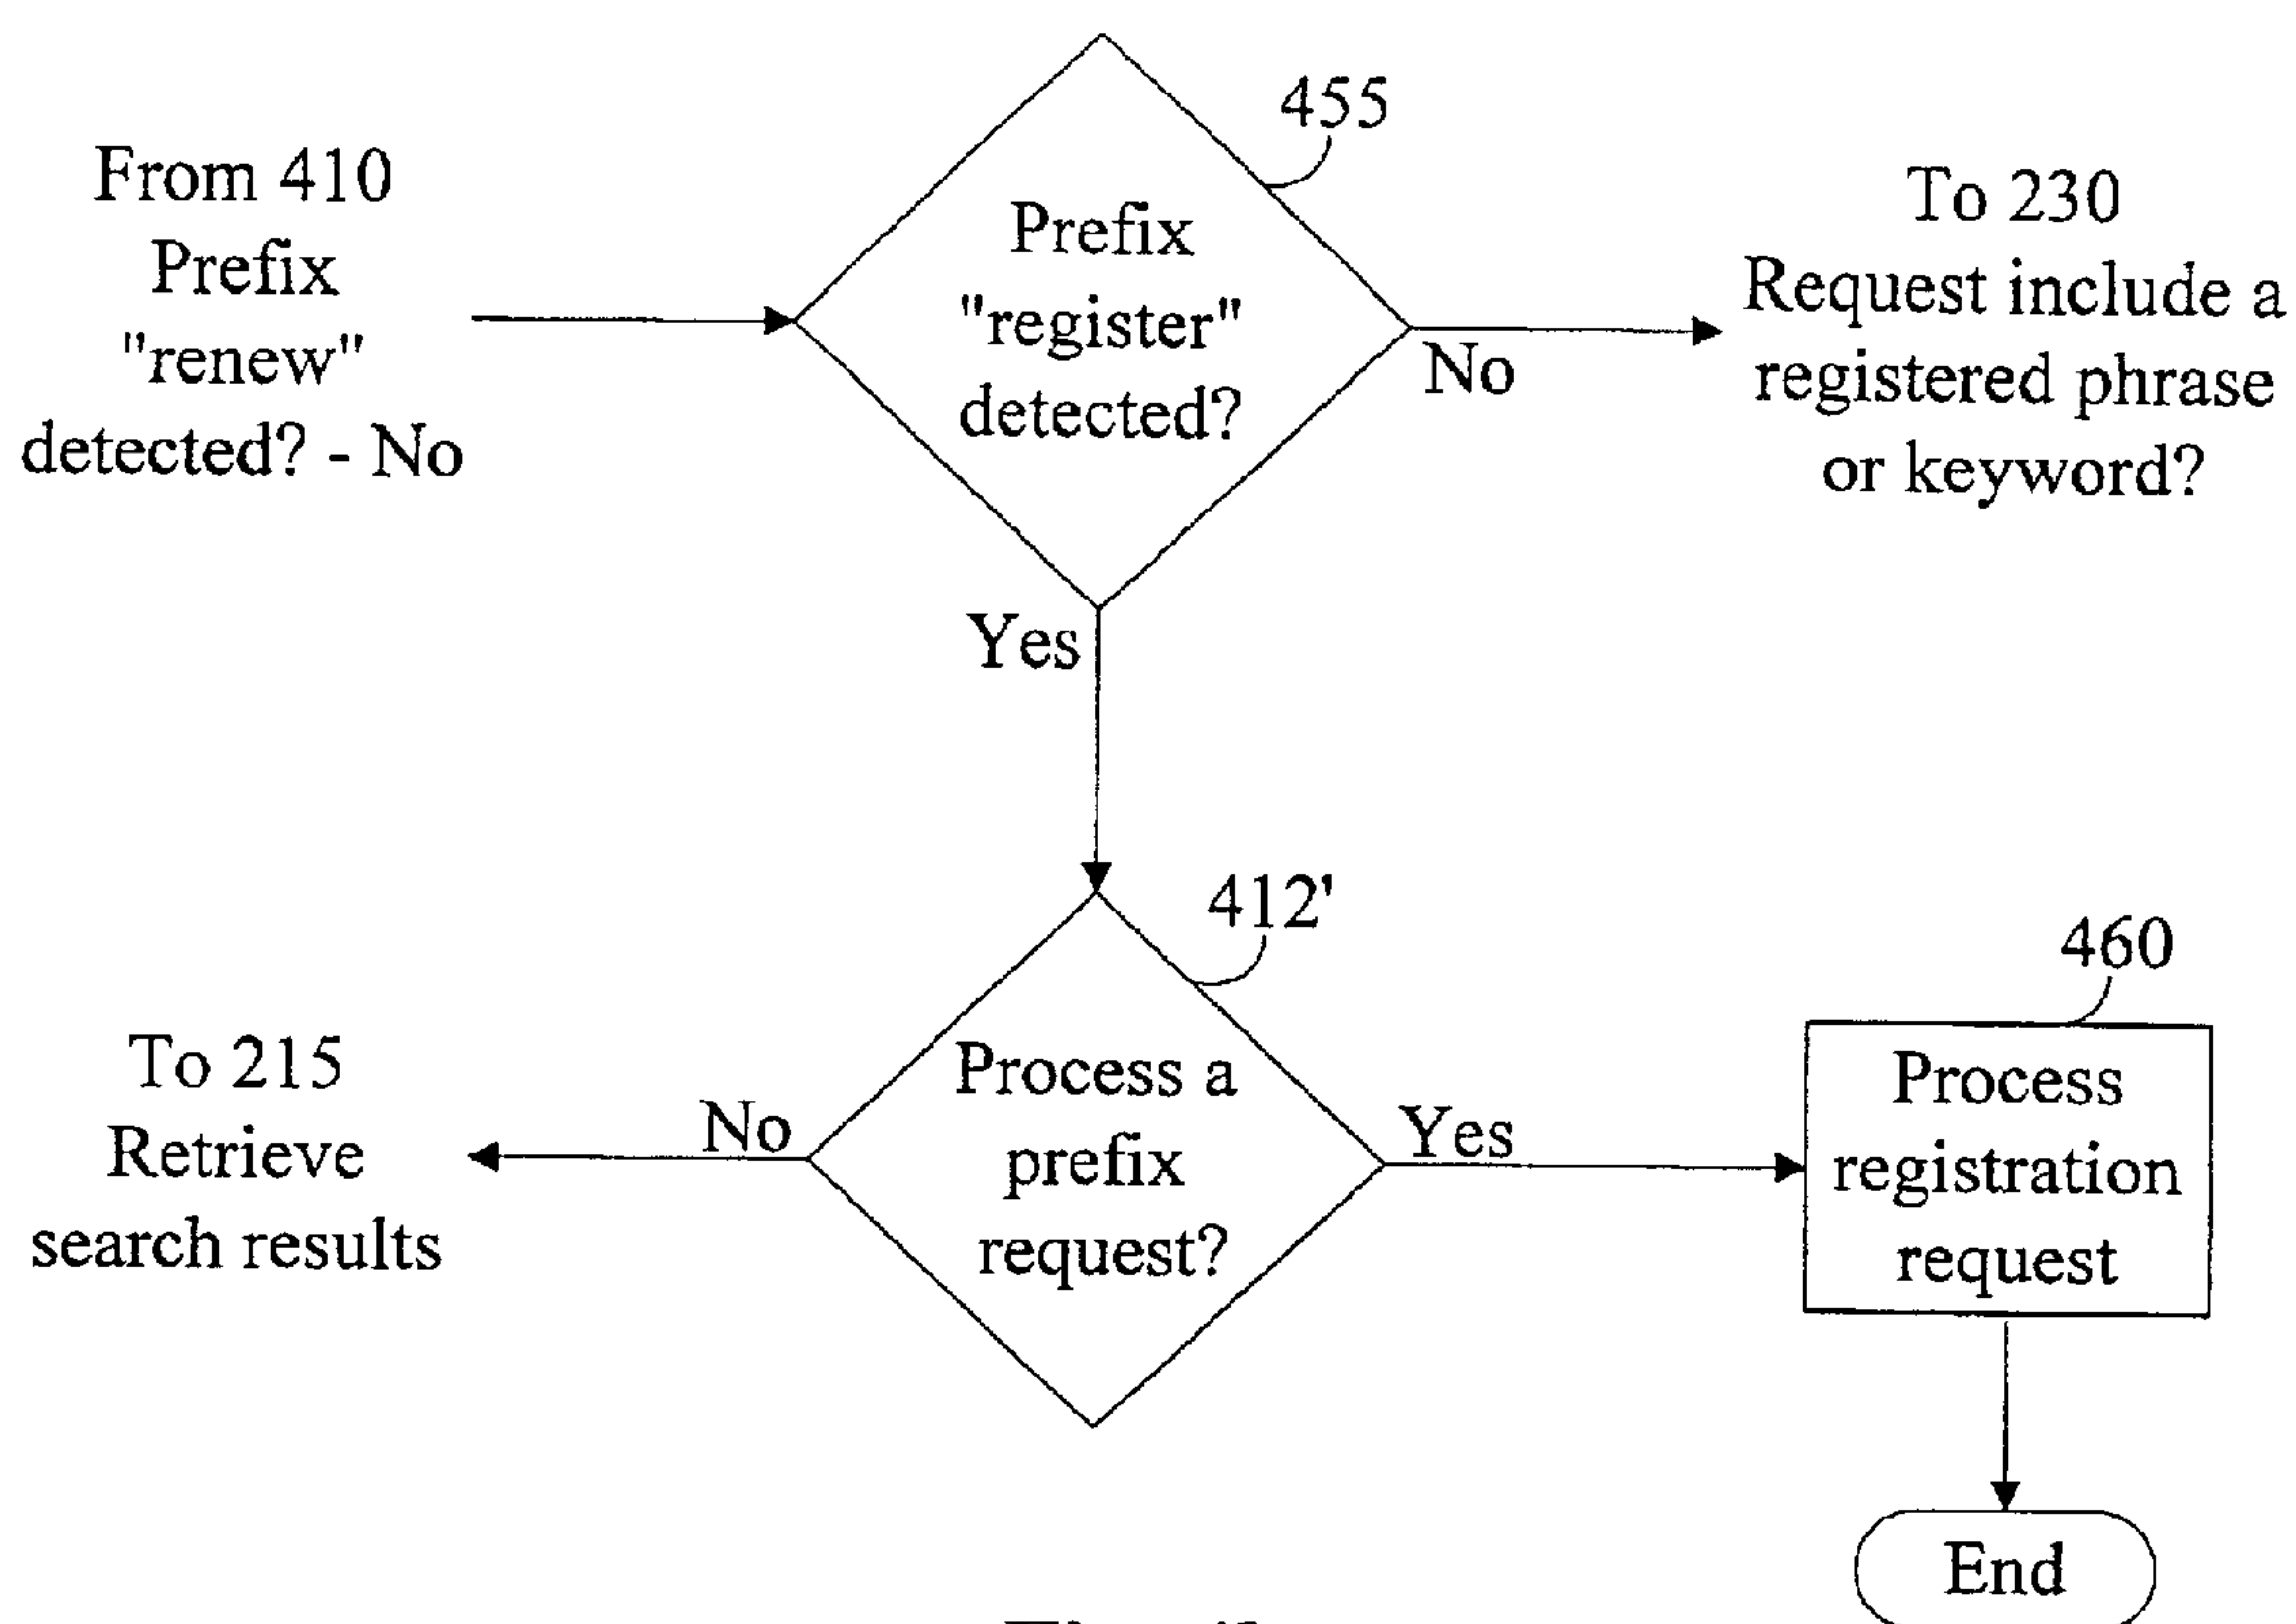 455
From 410
Prefix
"renew"
detected? - No
Prefix
"register"
detected?
No
To 230
Request include a
registered phrase
or keyword?
Yes
412'
460
To 215
Retrieve
search results
No
Process a
prefix
request?
Yes
Process
registration
request
End